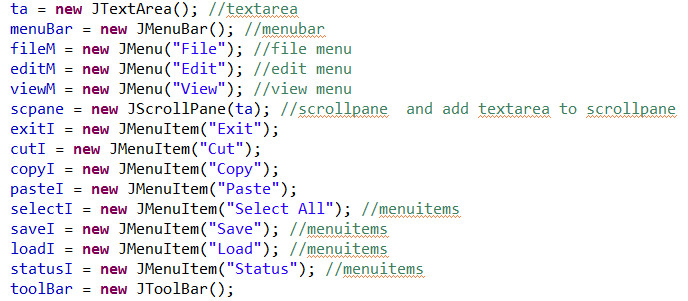 ta = new JTextArea(); //textarea
menuBar = new JMenuBar(); //menubar
fileM = new JMenu("File"); //file menu
editM = new JMenu("Edit"); //edit menu
viewM = new JMenu("View"); //view menu
scpane = new JScrollPane(ta); //scrollpane  and add textarea to scrollpane
exitI = new JMenuItem("Exit");
cutI = new JMenuItem("Cut");
copyI = new JMenuItem("Copy");
pasteI = new JMenuItem("Paste");
selectI = new JMenuItem("Select All"); //menuitems
saveI = new JMenuItem("Save"); //menuitems
loadI = new JMenuItem("Load"); //menuitems
statusI = new JMenuItem("Status"); //menuitems
toolBar = new JToolBar();